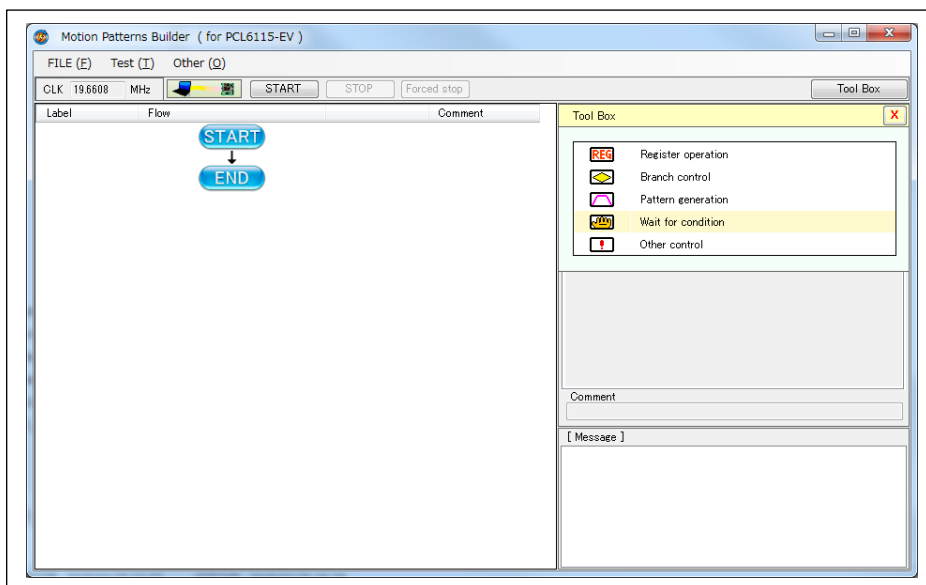 Motion Patterns Builder ( for PCL6115-EV )
FILE (F) Test (T) Other (O)
CLK 19.6608 MHz START STOP Forced stop Tool Box
Label Flow Comment
START
END
Tool Box X
REG Register operation
Branch control
Pattern generation
Wait for condition
! Other control
Comment
[ Message ]